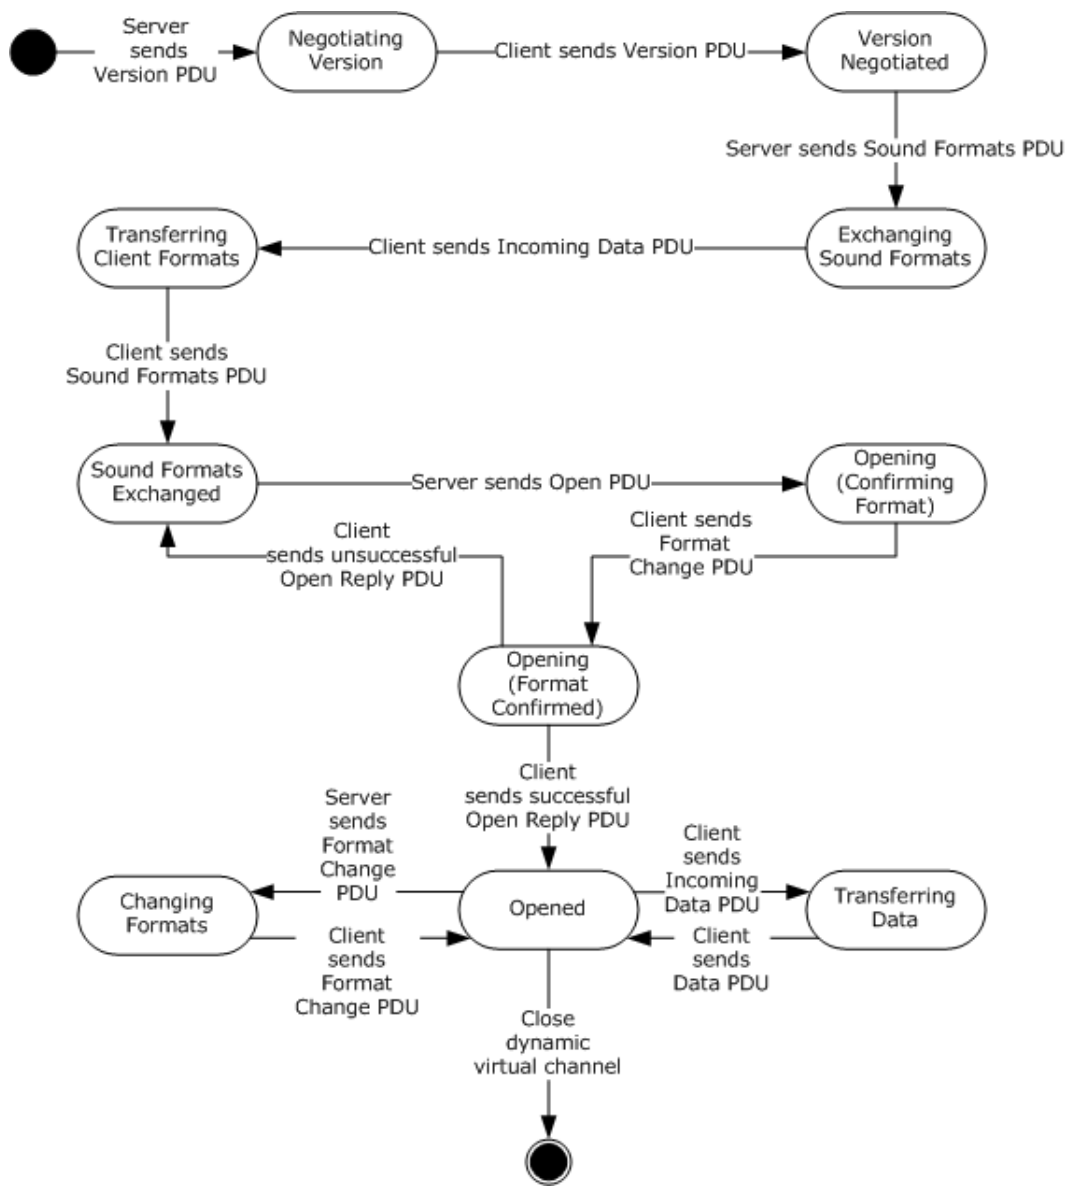 Server
sends
Version PDU
Negotiating
Version
Client sends Version PDU
Version
Negotiated
Server sends Sound Formats PDU
Exchanging
Sound Formats
Client sends Incoming Data PDU
Transferring
Client Formats
Client sends
Sound Formats PDU
Sound Formats
Exchanged
Server sends Open PDU
Opening
(Confirming
Format)
Client sends
Format
Change PDU
Client
sends unsuccessful
Open Reply PDU
Opening
(Format
Confirmed)
Client
sends successful
Open Reply PDU
Server
sends
Format
Change
PDU
Changing
Formats
Client
sends
Format
Change PDU
Opened
Client
sends
Incoming
Data PDU
Transferring
Data
Client
sends
Data PDU
Close
dynamic
virtual channel